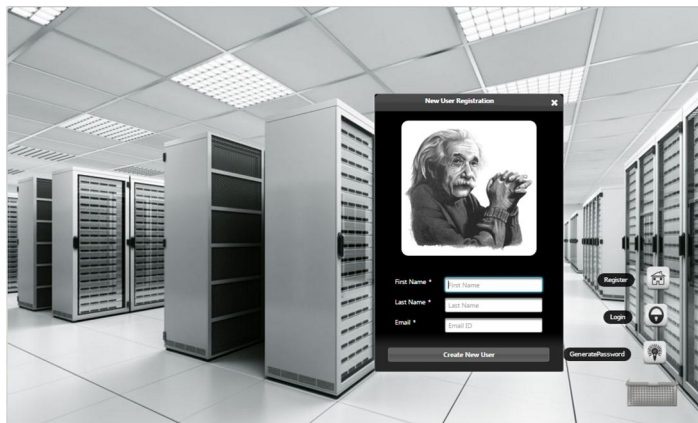 New User Registration
First Name *
First Name
Last Name *
Last Name
Email *
Email ID
Create New User
Register
Login
GeneratePassword